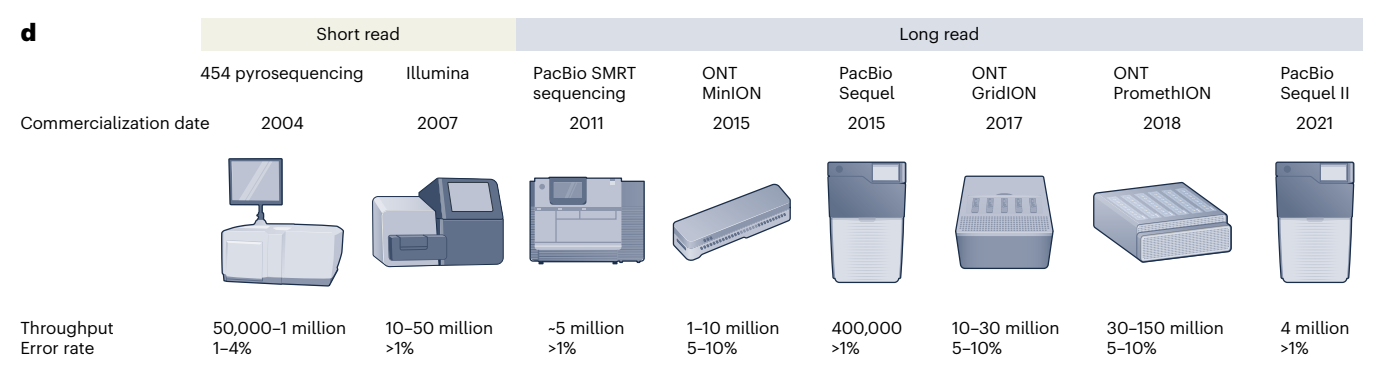 d
Short read Long read
454 pyrosequencing Illumina PacBio SMRT sequencing ONT MinION PacBio Sequel ONT GridION ONT PromethION PacBio Sequel II
Commercialization date 2004 2007 2011 2015 2015 2017 2018 2021
Throughput 50,000–1 million 10–50 million ~5 million 1–10 million 400,000 10–30 million 30–150 million 4 million
Error rate 1–4% >1% >1% 5–10% >1% 5–10% 5–10% >1%